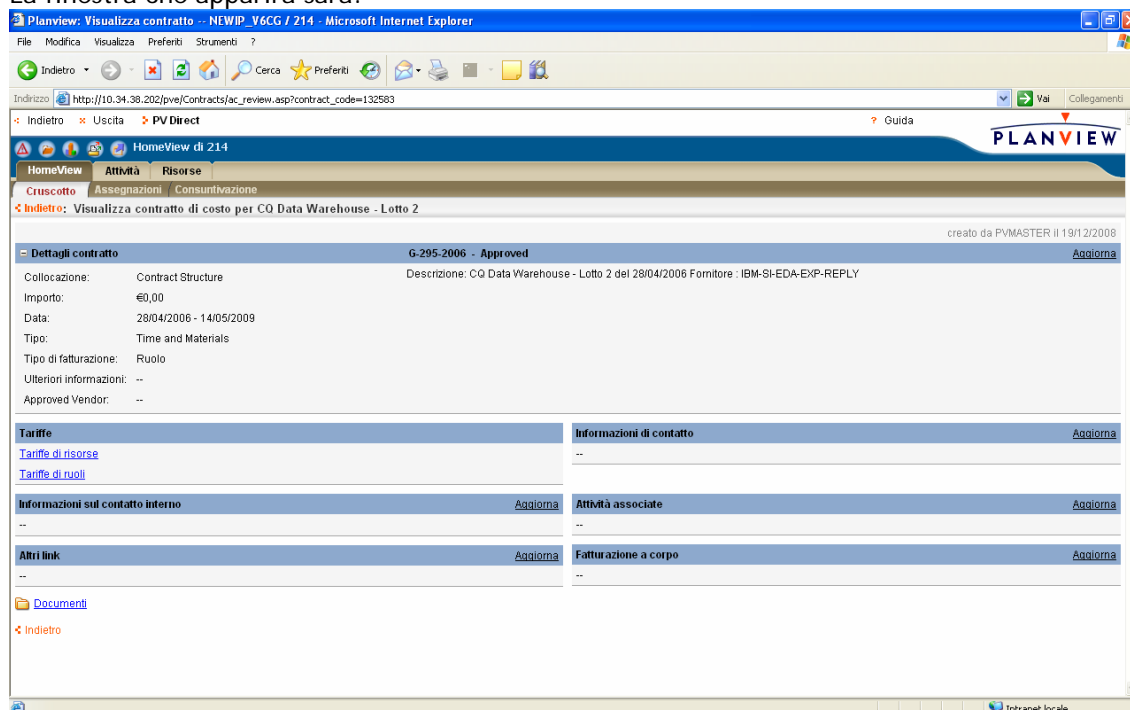 La finestra che apparirà sarà:
Planview: Visualizza contratto -- NEWIP_V6CG / 214 - Microsoft Internet Explorer
File Modifica Visualizza Preferiti Strumenti ?
Indietro Cerca Preferiti
Indirizzo http://10.34.38.202/pve/Contracts/ac_review.asp?contract_code=132583 Vai Collegamenti
Indietro Uscita PV Direct ? Guida
PLANVIEW
HomeView di 214
HomeView Attività Risorse
Cruscotto Assegnazioni Consuntivazione
Indietro: Visualizza contratto di costo per CQ Data Warehouse - Lotto 2
creato da PVMASTER il 19/12/2008
Dettagli contratto G-295-2006 - Approved Aggiorna
Collocazione: Contract Structure Descrizione: CQ Data Warehouse - Lotto 2 del 28/04/2006 Fornitore : IBM-SI-EDA-EXP-REPLY
Importo: €0,00
Data: 28/04/2006 - 14/05/2009
Tipo: Time and Materials
Tipo di fatturazione: Ruolo
Ulteriori informazioni: --
Approved Vendor: --
Tariffe Informazioni di contatto Aggiorna
Tariffe di risorse --
Tariffe di ruoli
Informazioni sul contatto interno Aggiorna Attività associate Aggiorna
-- --
Altri link Aggiorna Fatturazione a corpo Aggiorna
-- --
Documenti
Indietro
Intranet locale